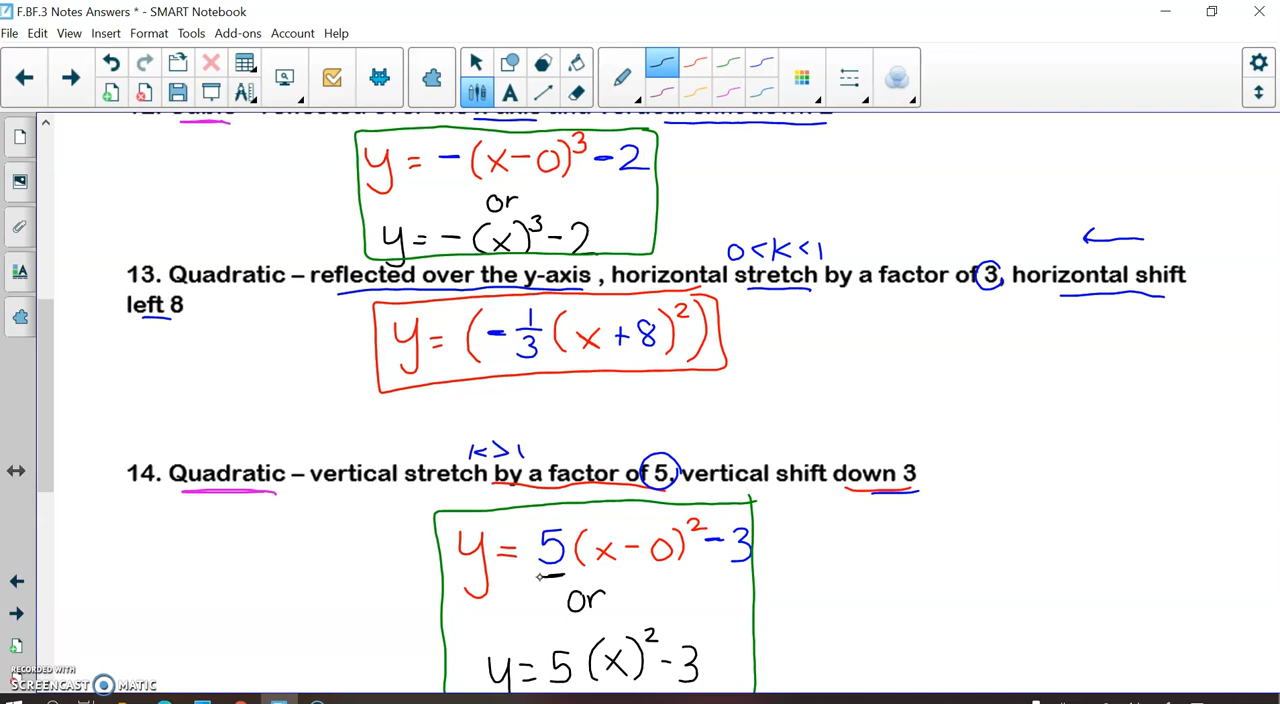 F.BF.3 Notes Answers * - SMART Notebook
File Edit View Insert Format Tools Add-ons Account Help
y = -(x-0)³-2
or
y = -(x)³-2
0<k<1
13. Quadratic – reflected over the y-axis , horizontal stretch by a factor of 3, horizontal shift
left 8
y = (-1/3(x+8)²)
k>1
14. Quadratic – vertical stretch by a factor of 5, vertical shift down 3
y = 5(x-0)²-3
or
y = 5(x)²-3
RECORDED WITH
SCREENCAST MATIC